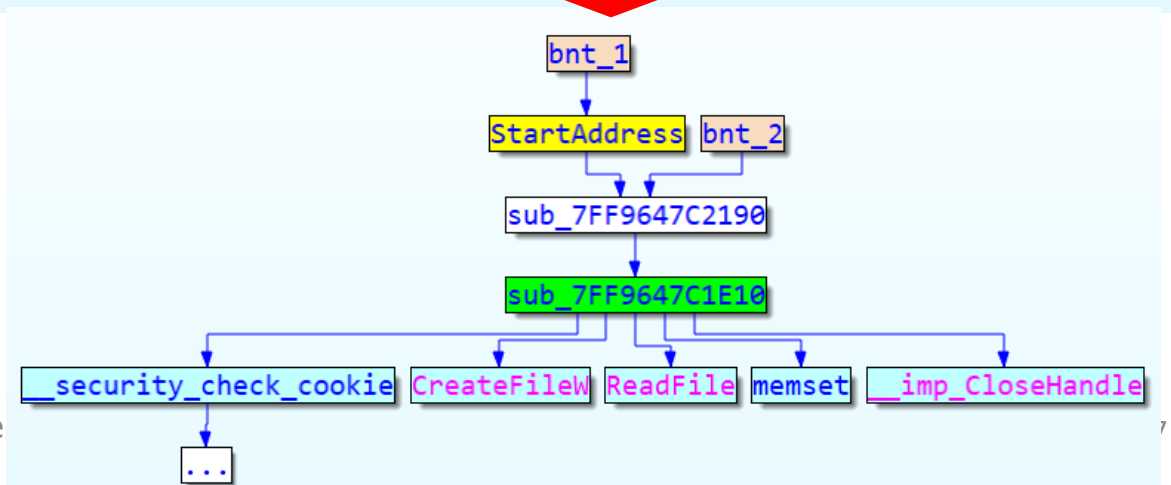 bnt_1
StartAddress bnt_2
sub_7FF9647C2190
sub_7FF9647C1E10
__security_check_cookie CreateFileW ReadFile memset __imp_CloseHandle
...